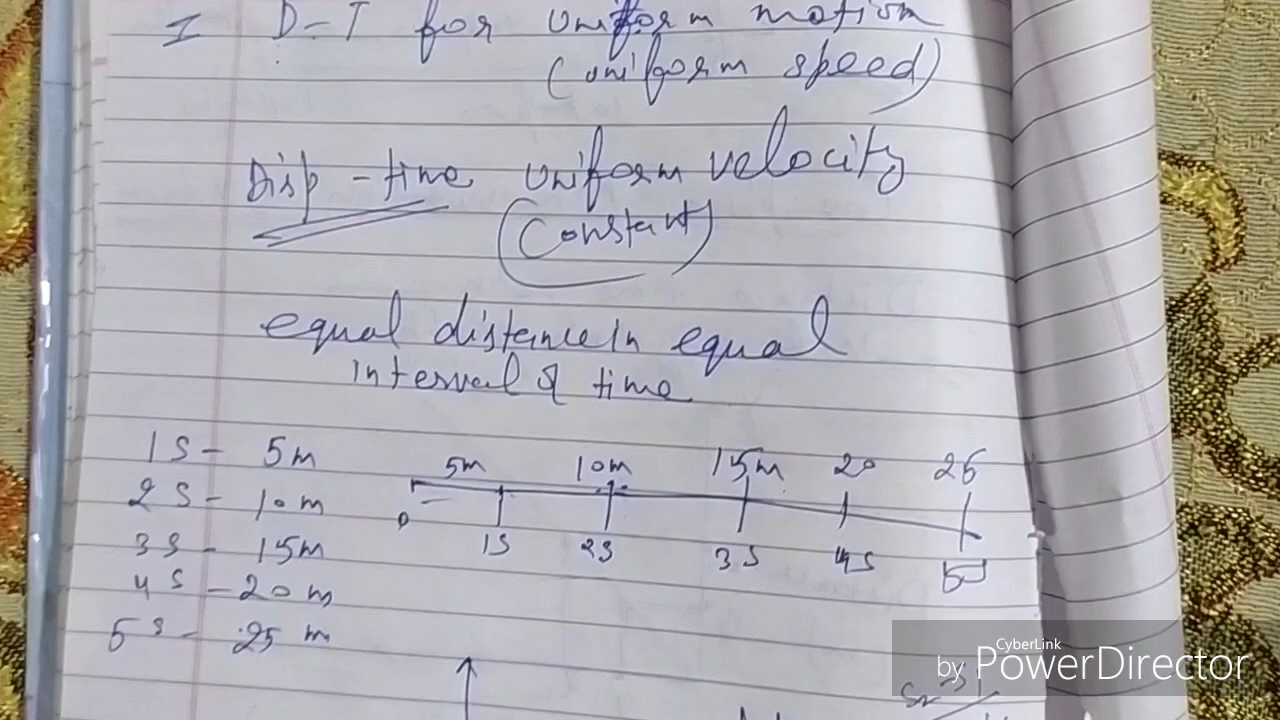 I D-T for uniform motion
(uniform speed)
Disp - time uniform velocity
(Constant)
equal distance in equal
interval of time
1S - 5m
2S - 10m
3S - 15m
4S - 20m
5S - 25 m
5m 10m 15m 20 25
0 1S 2S 3S 4S 5S
CyberLink
by PowerDirector